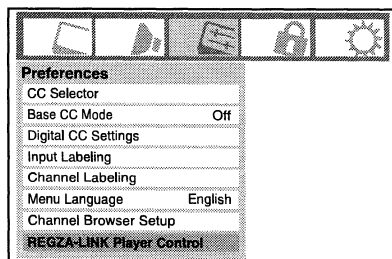 Preferences
CC Selector
Base CC Mode Off
Digital CC Settings
Input Labeling
Channel Labeling
Menu Language English
Channel Browser Setup
REGZA-LINK Player Control